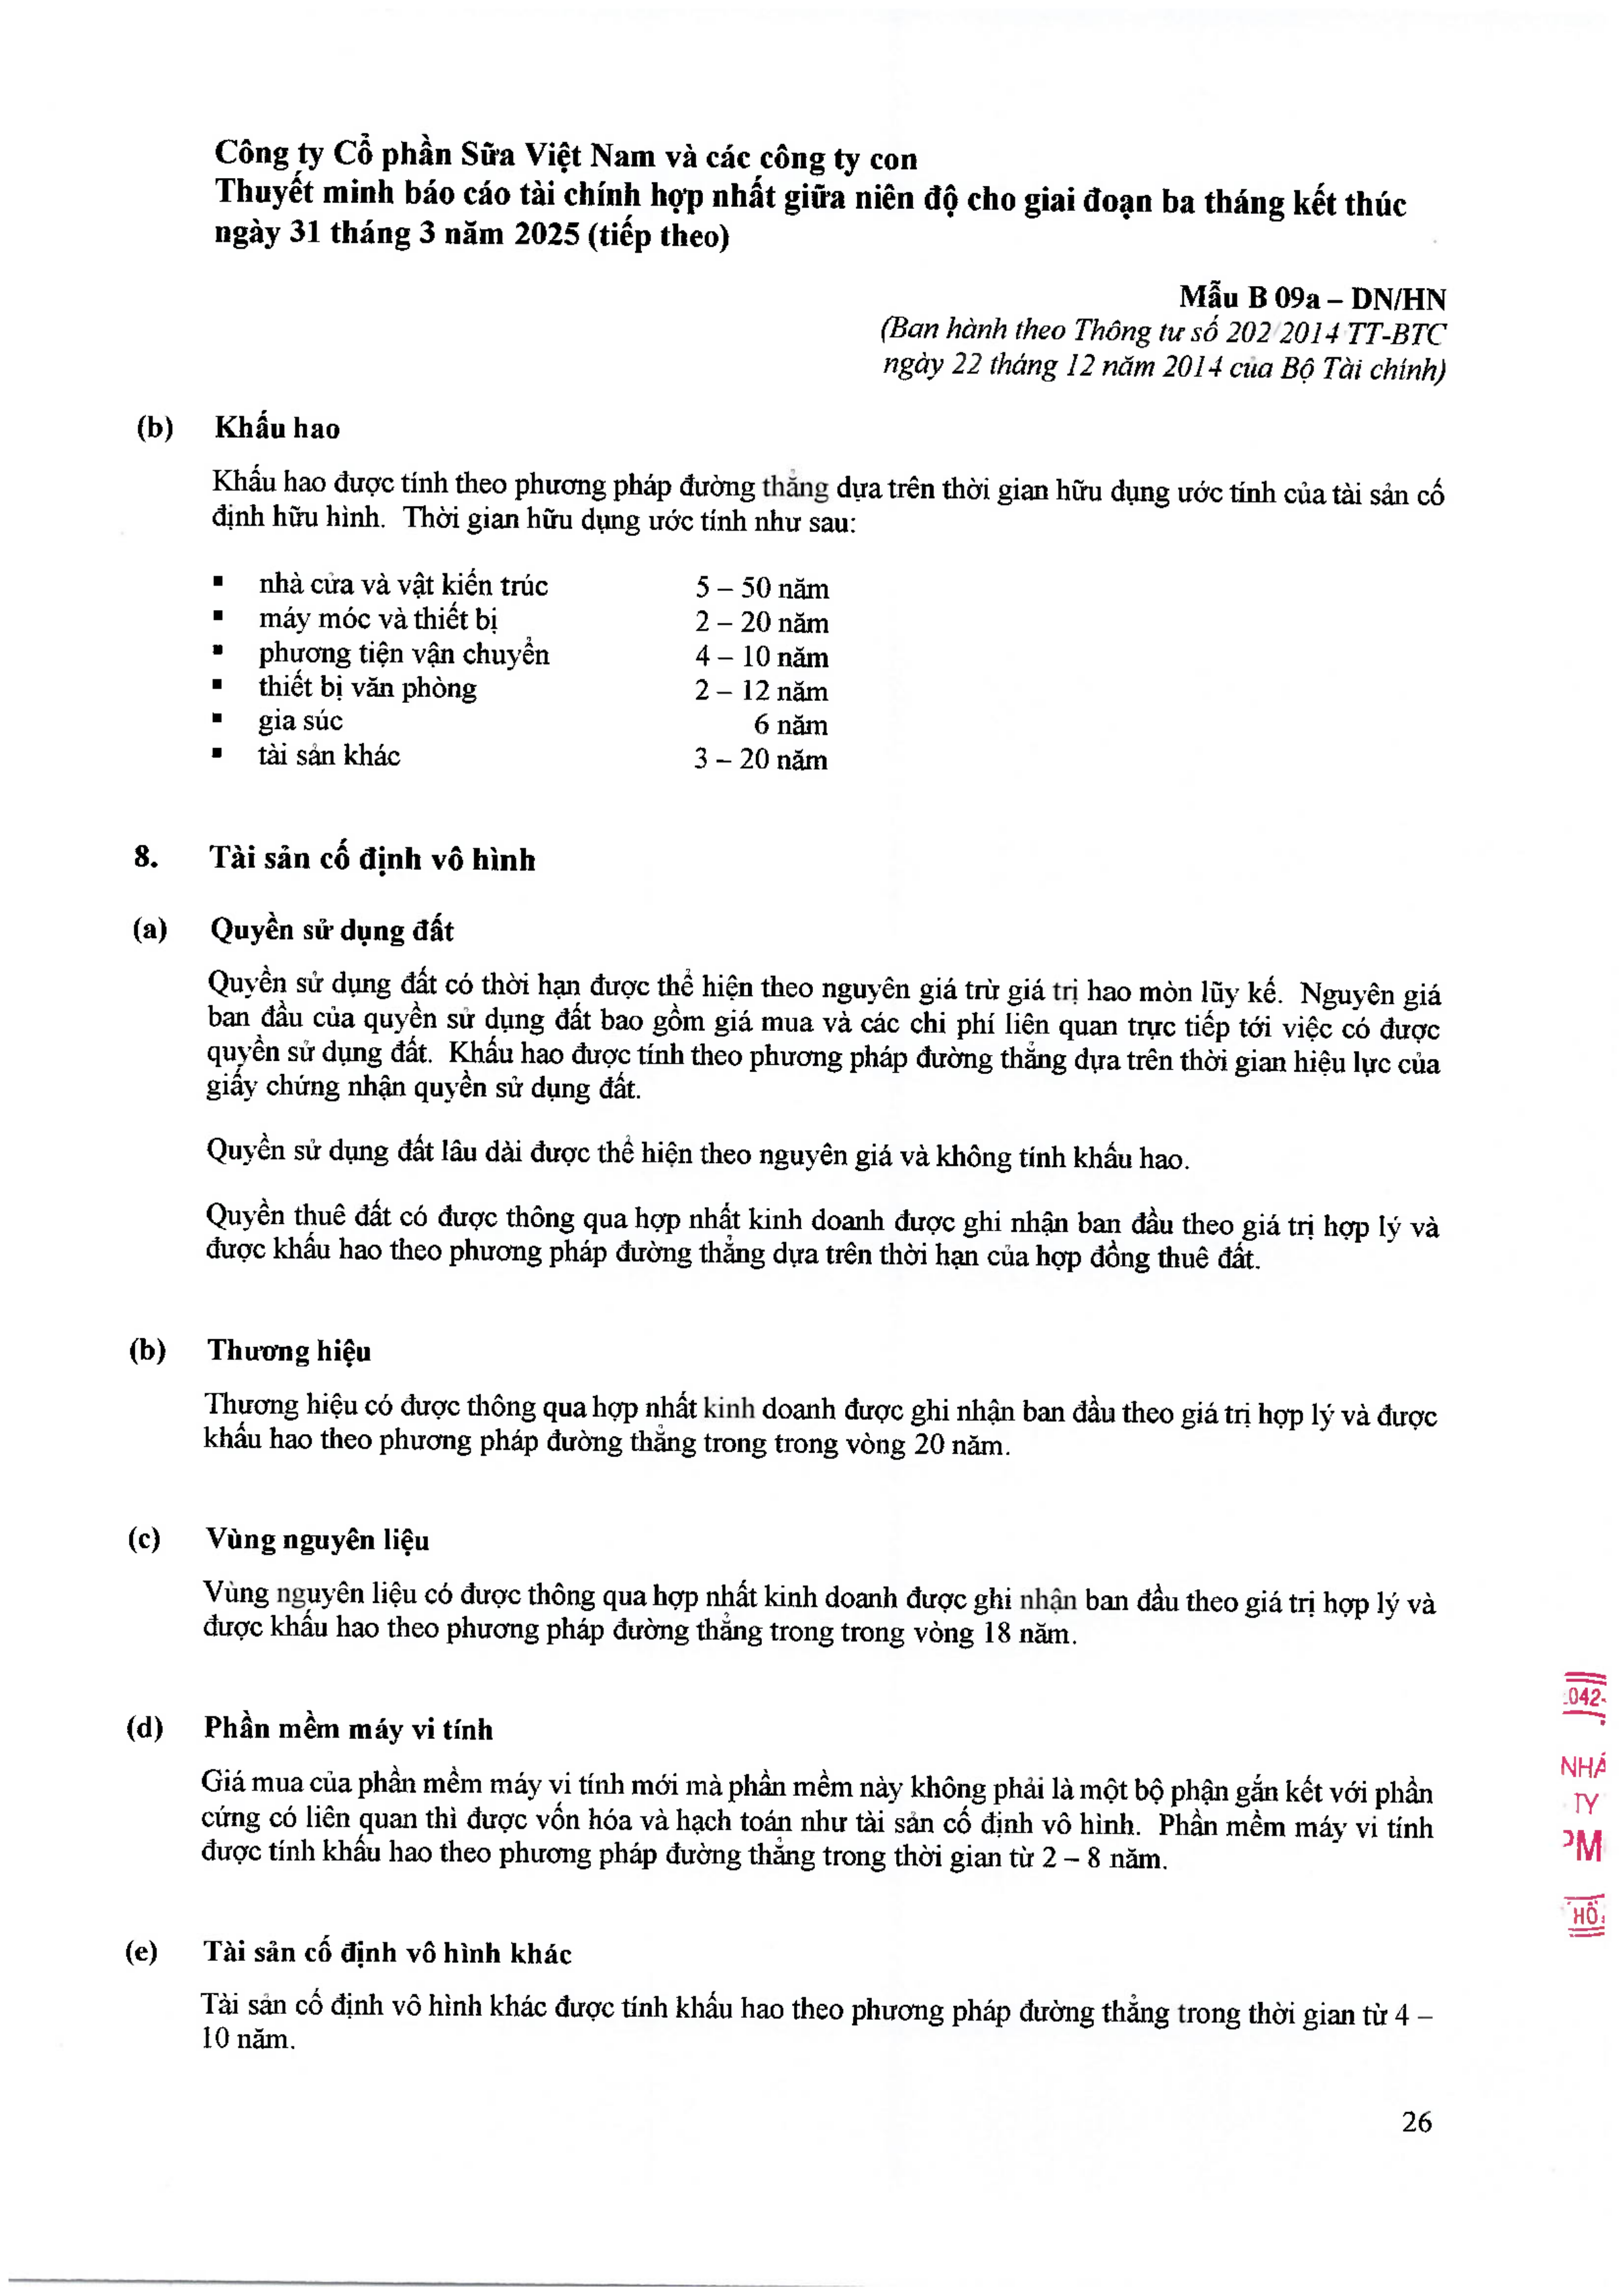 Công ty Cổ phần Sữa Việt Nam và các công ty con
Thuyết minh báo cáo tài chính hợp nhất giữa niên độ cho giai đoạn ba tháng kết thúc
ngày 31 tháng 3 năm 2025 (tiếp theo)
Mẫu B 09a – DN/HN
(Ban hành theo Thông tư số 202/2014/TT-BTC
ngày 22 tháng 12 năm 2014 của Bộ Tài chính)
(b) Khấu hao
Khấu hao được tính theo phương pháp đường thẳng dựa trên thời gian hữu dụng ước tính của tài sản cố
định hữu hình. Thời gian hữu dụng ước tính như sau:
▪ nhà cửa và vật kiến trúc 5 – 50 năm
▪ máy móc và thiết bị 2 – 20 năm
▪ phương tiện vận chuyển 4 – 10 năm
▪ thiết bị văn phòng 2 – 12 năm
▪ gia súc 6 năm
▪ tài sản khác 3 – 20 năm
8. Tài sản cố định vô hình
(a) Quyền sử dụng đất
Quyền sử dụng đất có thời hạn được thể hiện theo nguyên giá trừ giá trị hao mòn lũy kế. Nguyên giá
ban đầu của quyền sử dụng đất bao gồm giá mua và các chi phí liên quan trực tiếp tới việc có được
quyền sử dụng đất. Khấu hao được tính theo phương pháp đường thẳng dựa trên thời gian hiệu lực của
giấy chứng nhận quyền sử dụng đất.
Quyền sử dụng đất lâu dài được thể hiện theo nguyên giá và không tính khấu hao.
Quyền thuê đất có được thông qua hợp nhất kinh doanh được ghi nhận ban đầu theo giá trị hợp lý và
được khấu hao theo phương pháp đường thẳng dựa trên thời hạn của hợp đồng thuê đất.
(b) Thương hiệu
Thương hiệu có được thông qua hợp nhất kinh doanh được ghi nhận ban đầu theo giá trị hợp lý và được
khấu hao theo phương pháp đường thẳng trong trong vòng 20 năm.
(c) Vùng nguyên liệu
Vùng nguyên liệu có được thông qua hợp nhất kinh doanh được ghi nhận ban đầu theo giá trị hợp lý và
được khấu hao theo phương pháp đường thẳng trong trong vòng 18 năm.
(d) Phần mềm máy vi tính
Giá mua của phần mềm máy vi tính mới mà phần mềm này không phải là một bộ phận gắn kết với phần
cứng có liên quan thì được vốn hóa và hạch toán như tài sản cố định vô hình. Phần mềm máy vi tính
được tính khấu hao theo phương pháp đường thẳng trong thời gian từ 2 – 8 năm.
(e) Tài sản cố định vô hình khác
Tài sản cố định vô hình khác được tính khấu hao theo phương pháp đường thẳng trong thời gian từ 4 –
10 năm.
042-
TY
26